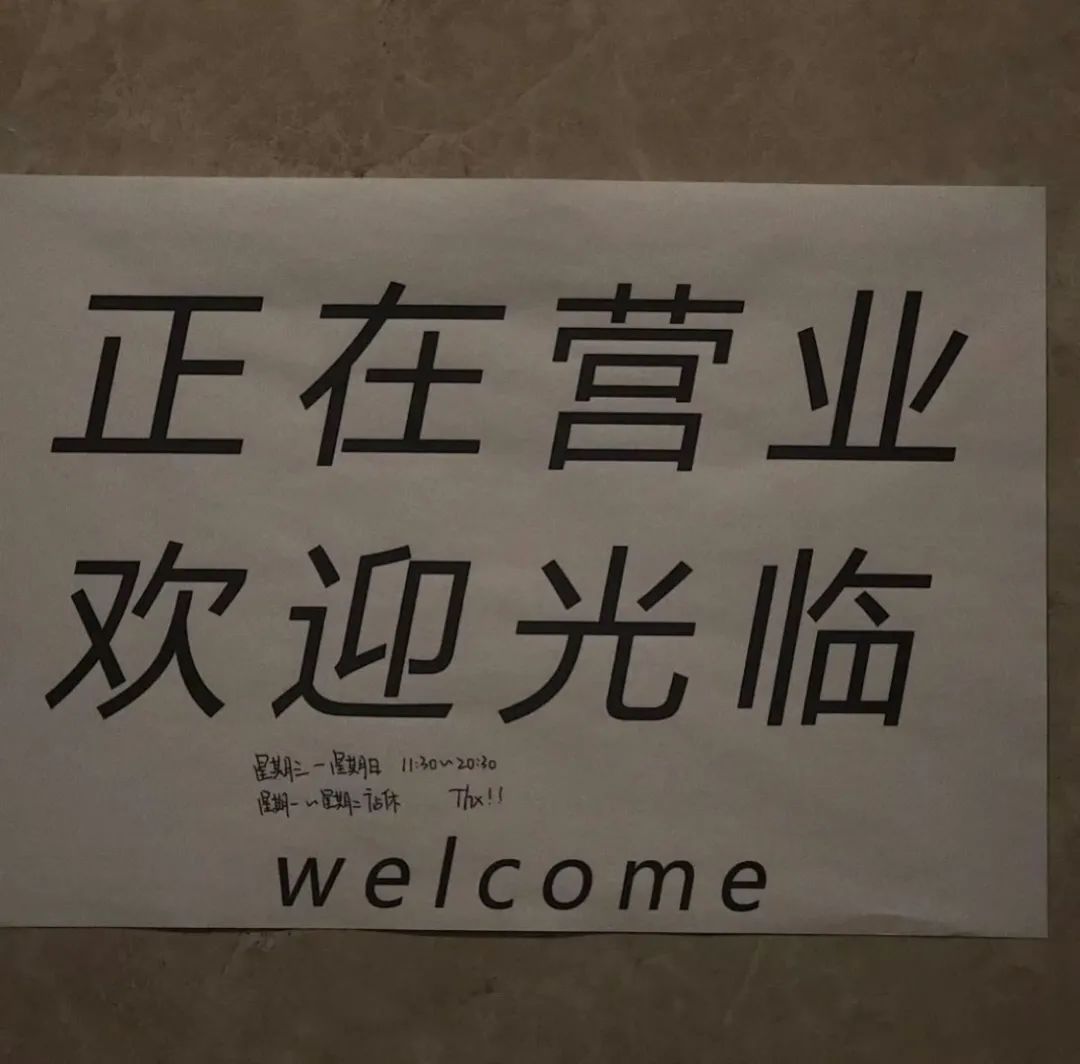 正在营业
欢迎光临
星期三-星期日 11:30~20:30
星期一~星期二 休 Thx!!
welcome